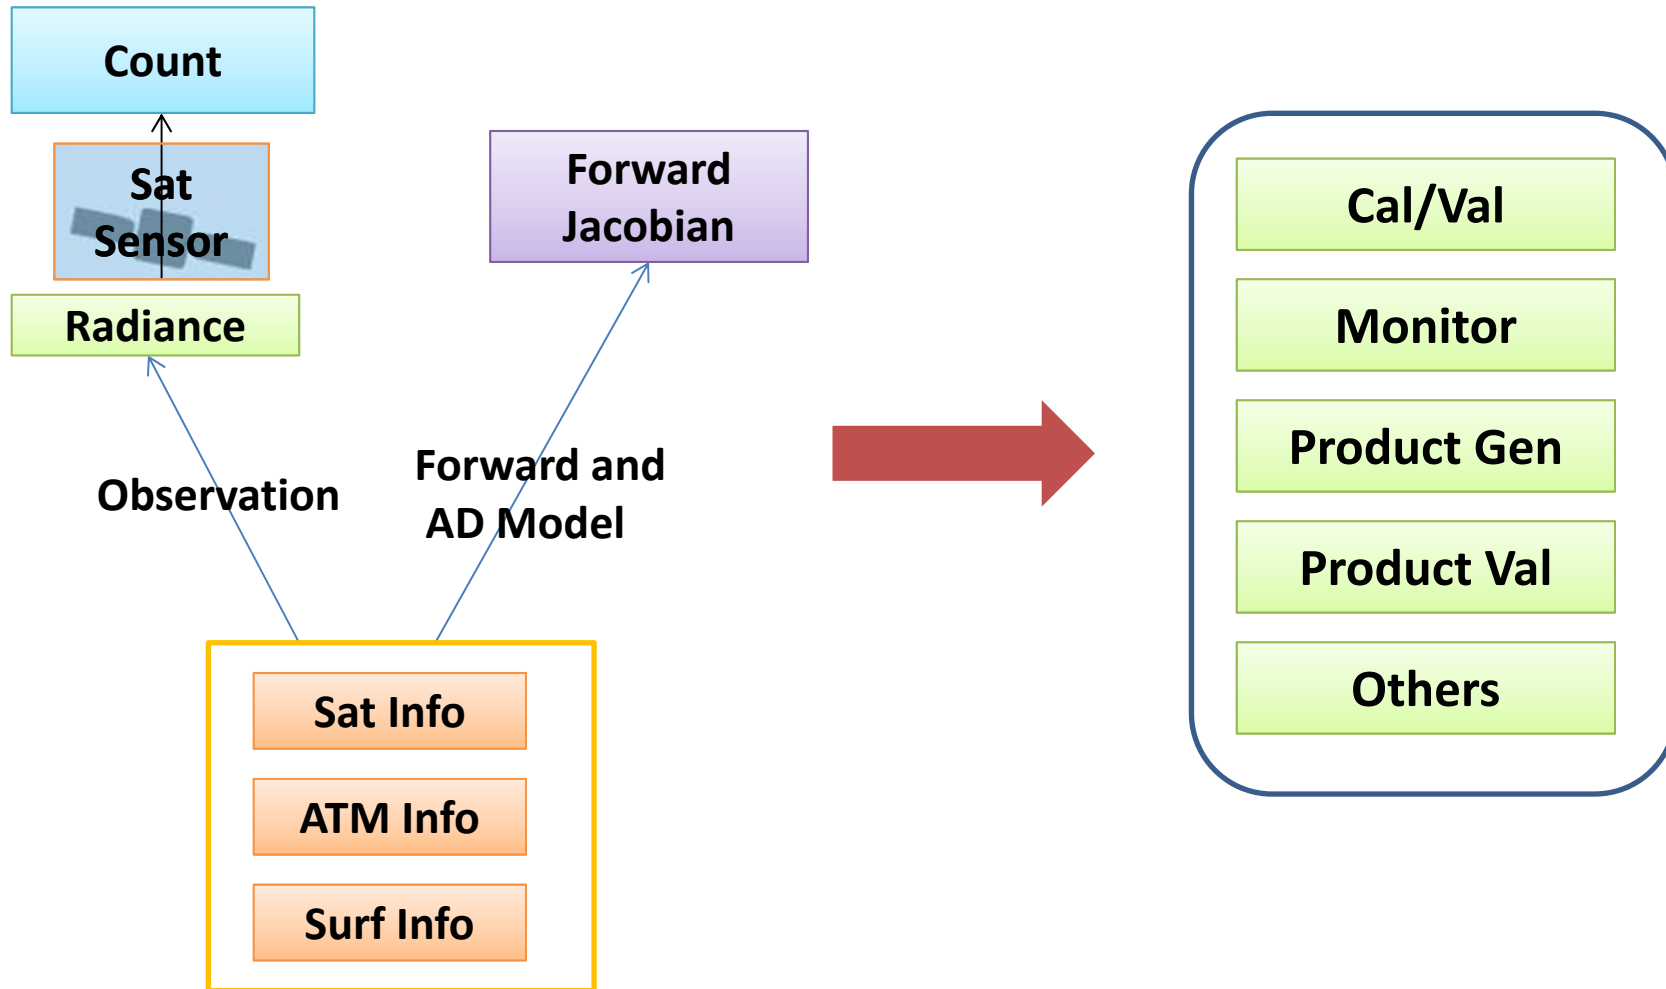 Count
Sat
Sensor
Radiance
Forward
Jacobian
Observation
Forward and
AD Model
Sat Info
ATM Info
Surf Info
Cal/Val
Monitor
Product Gen
Product Val
Others